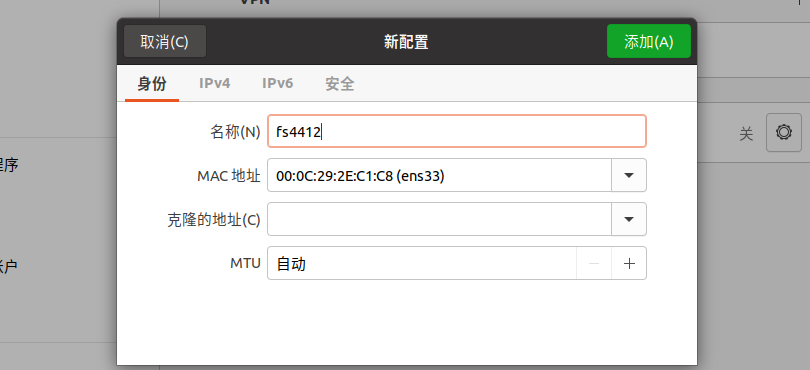 VPN
取消(C) 新配置 添加(A)
身份 IPv4 IPv6 安全
名称(N) fs4412
MAC 地址 00:0C:29:2E:C1:C8 (ens33)
关
程序
克隆的地址(C)
账户
MTU 自动